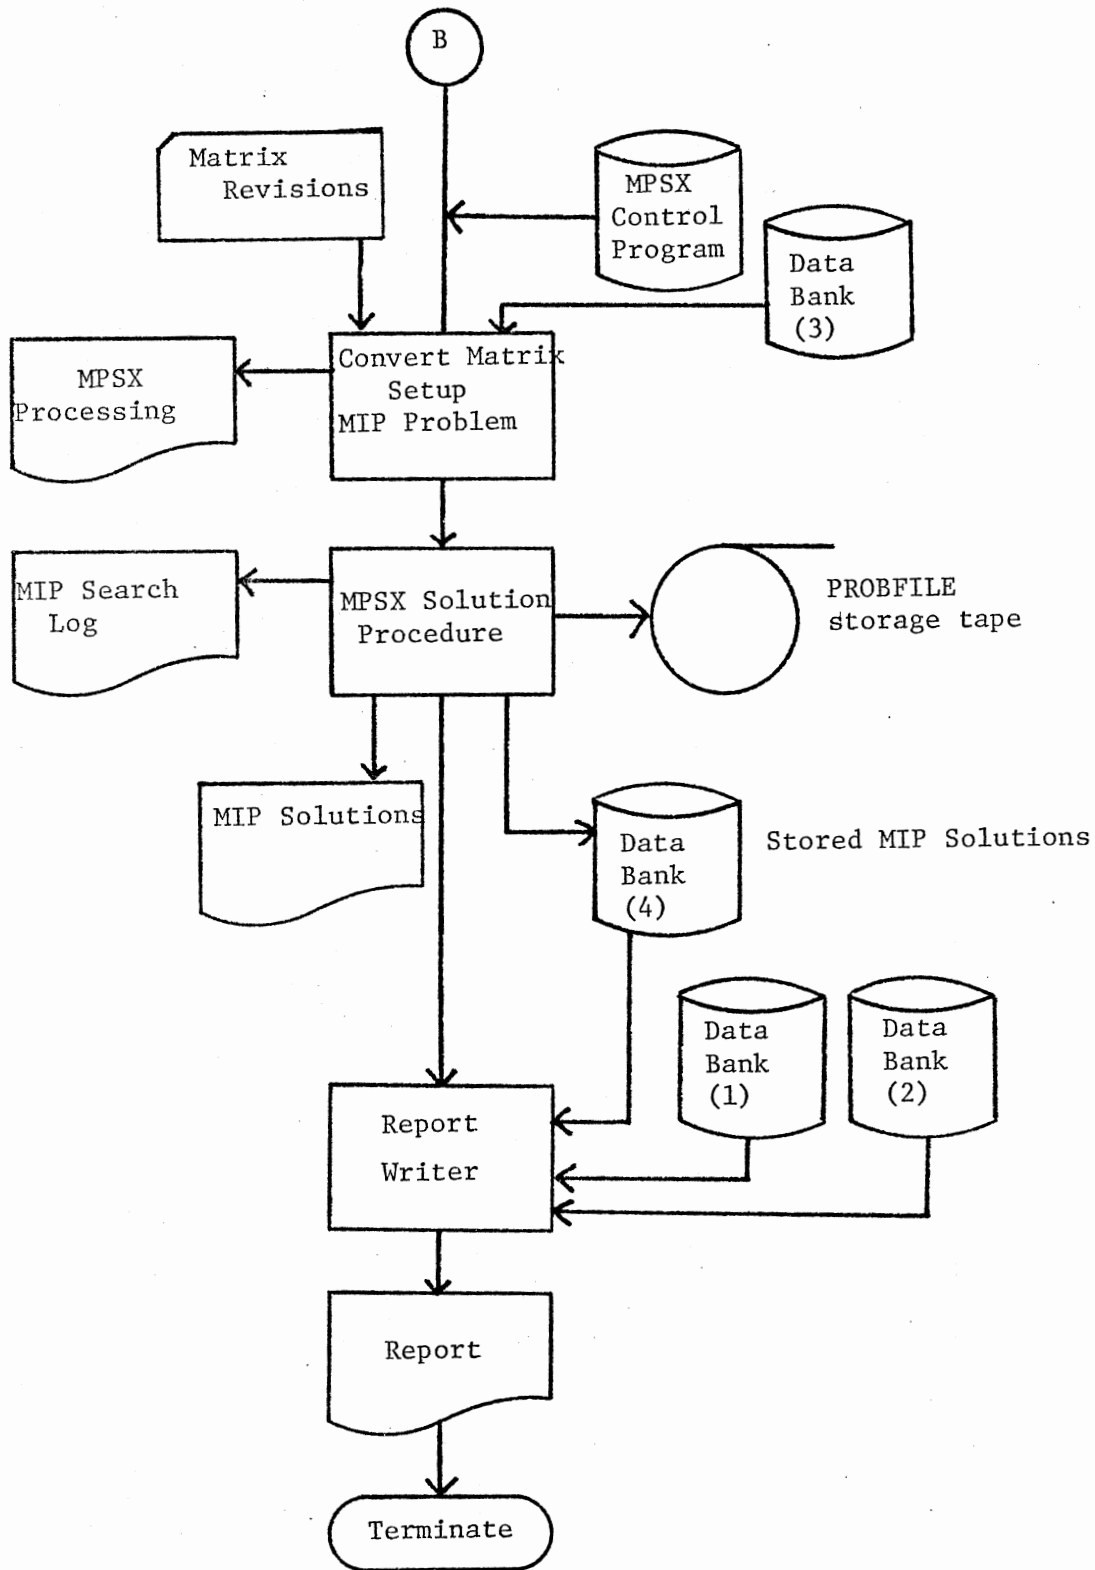 B
Matrix
Revisions
MPSX
Control
Program
Data
Bank
(3)
Convert Matrix
Setup
MIP Problem
MPSX
Processing
MPSX Solution
Procedure
MIP Search
Log
PROBFILE
storage tape
MIP Solutions
Data
Bank
(4)
Stored MIP Solutions
Data
Bank
(1)
Data
Bank
(2)
Report
Writer
Report
Terminate